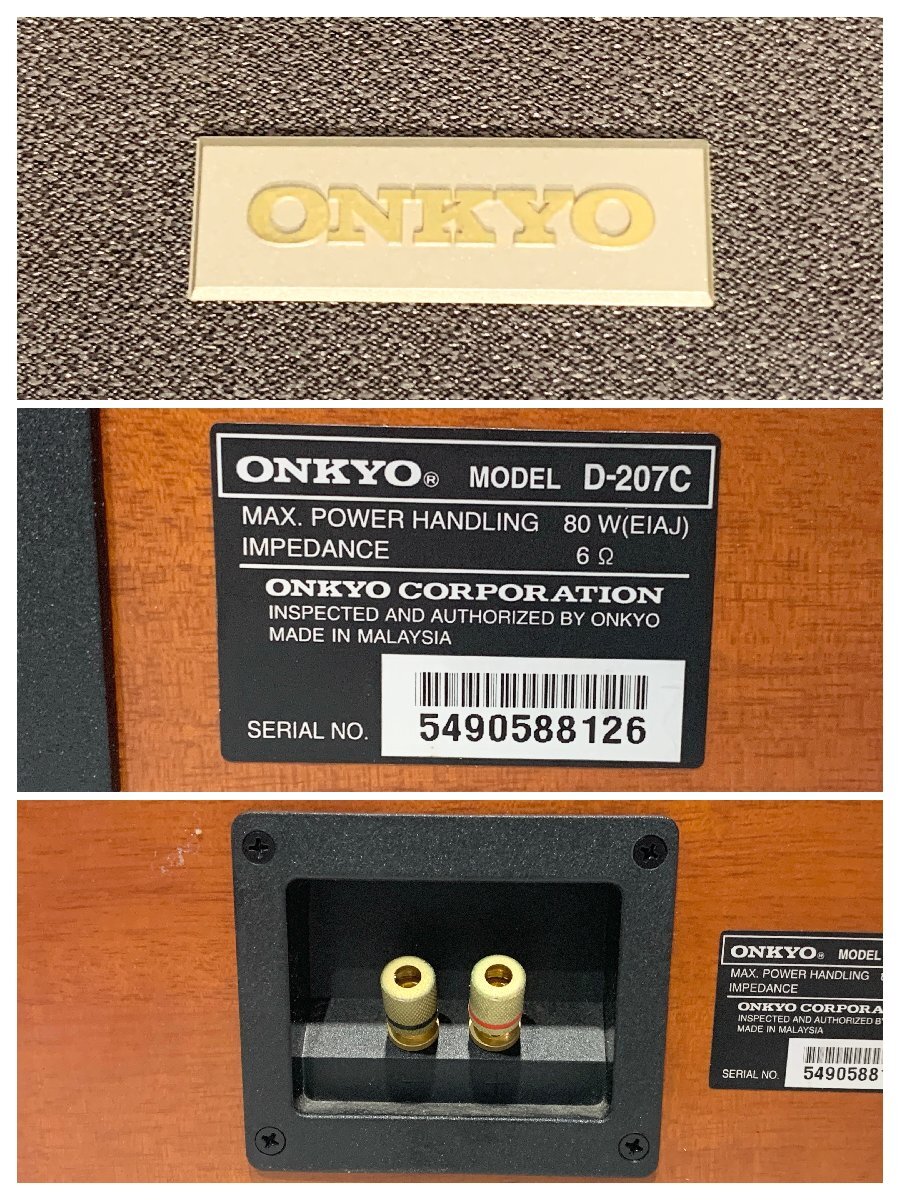 ONKYO
ONKYO® MODEL D-207C
MAX. POWER HANDLING 80 W(EIAJ)
IMPEDANCE 6 Ω
ONKYO CORPORATION
INSPECTED AND AUTHORIZED BY ONKYO
MADE IN MALAYSIA
SERIAL NO. 5490588126
ONKYO® MODEL
MAX. POWER HANDLING
IMPEDANCE
ONKYO CORPORA
INSPECTED AND AUTHORIZED B
MADE IN MALAYSIA
SERIAL NO. 5490588